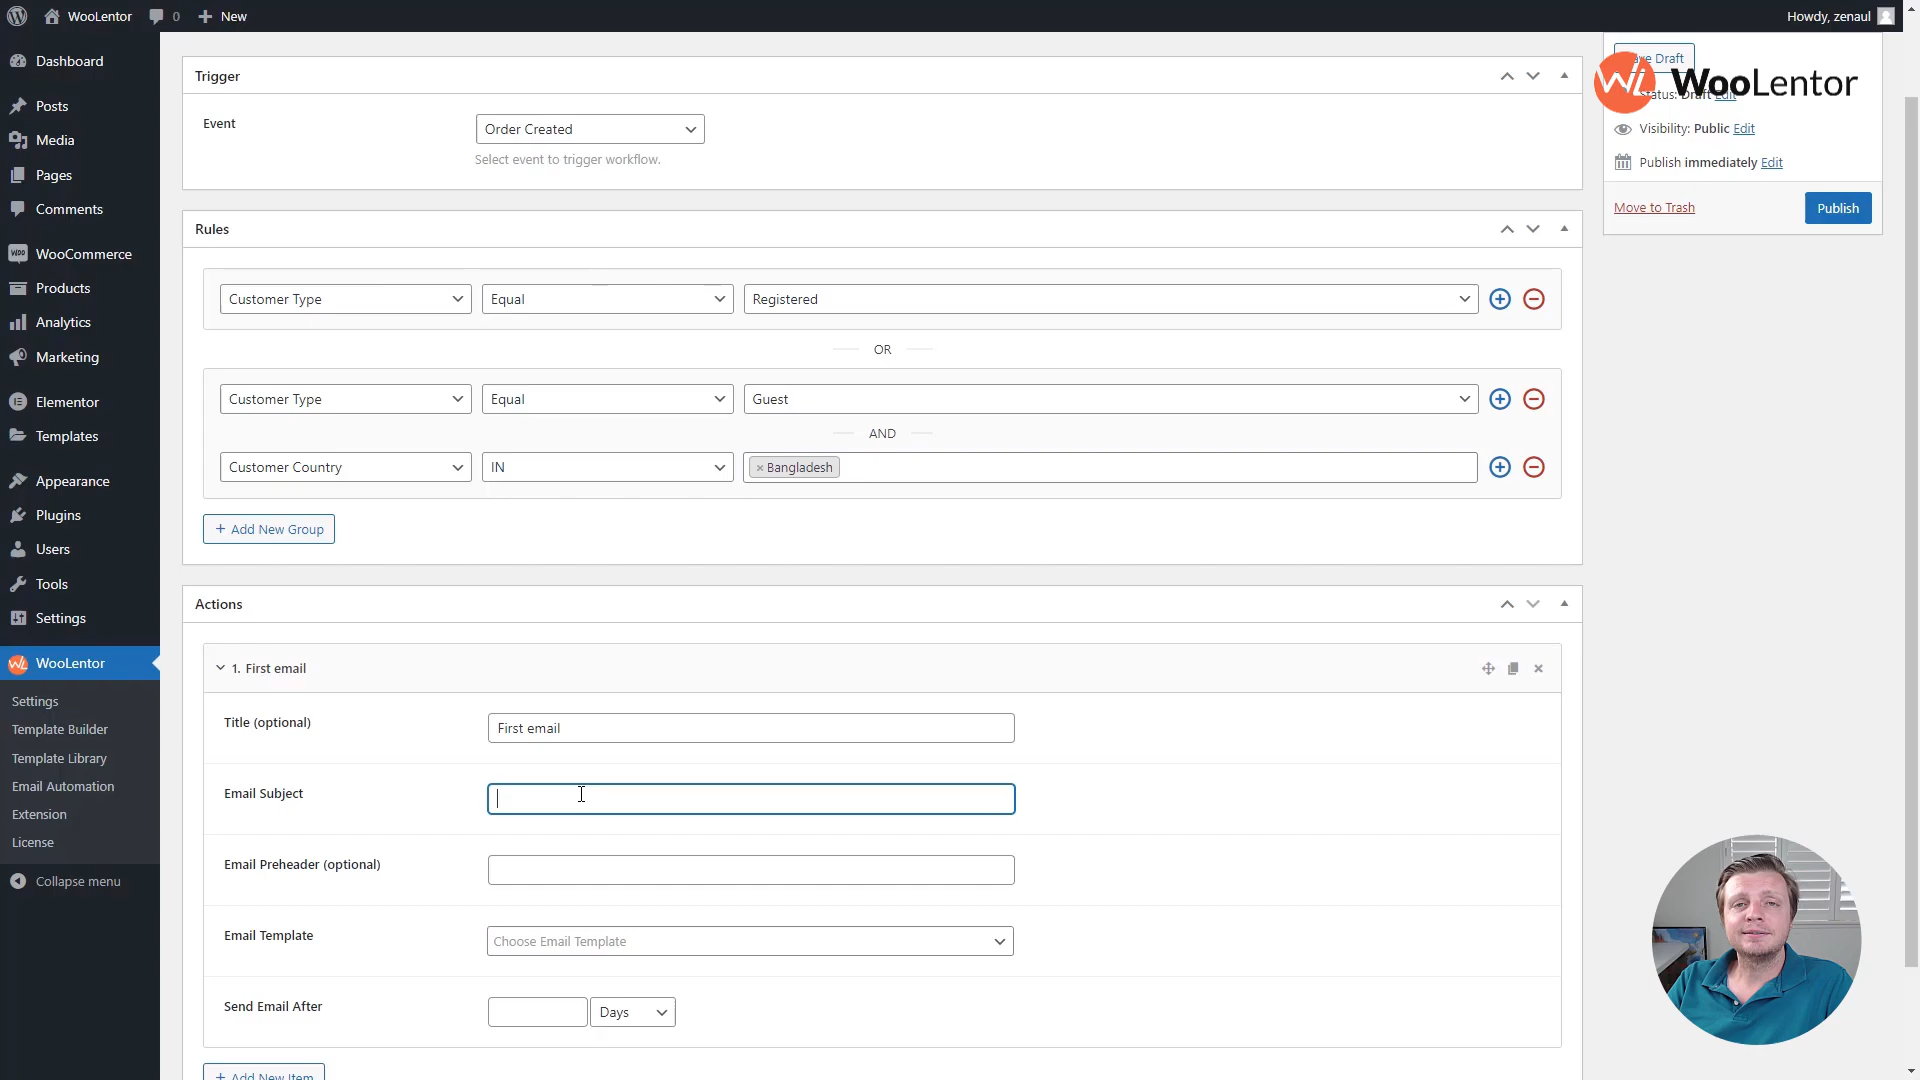 WooLentor
0
New
Howdy, zenaul
Dashboard
Posts
Media
Pages
Comments
WooCommerce
Products
Analytics
Marketing
Elementor
Templates
Appearance
Plugins
Users
Tools
Settings
WooLentor
Settings
Template Builder
Template Library
Email Automation
Extension
License
Collapse menu
Trigger
Event
Order Created
Select event to trigger workflow.
Rules
Customer Type
Equal
Registered
OR
Customer Type
Equal
Guest
AND
Customer Country
IN
× Bangladesh
+ Add New Group
Actions
1. First email
Title (optional)
First email
Email Subject
Email Preheader (optional)
Email Template
Choose Email Template
Send Email After
Days
+ Add New Item
Draft
WooLentor
Status: Draft Edit
Visibility: Public Edit
Publish immediately Edit
Move to Trash
Publish